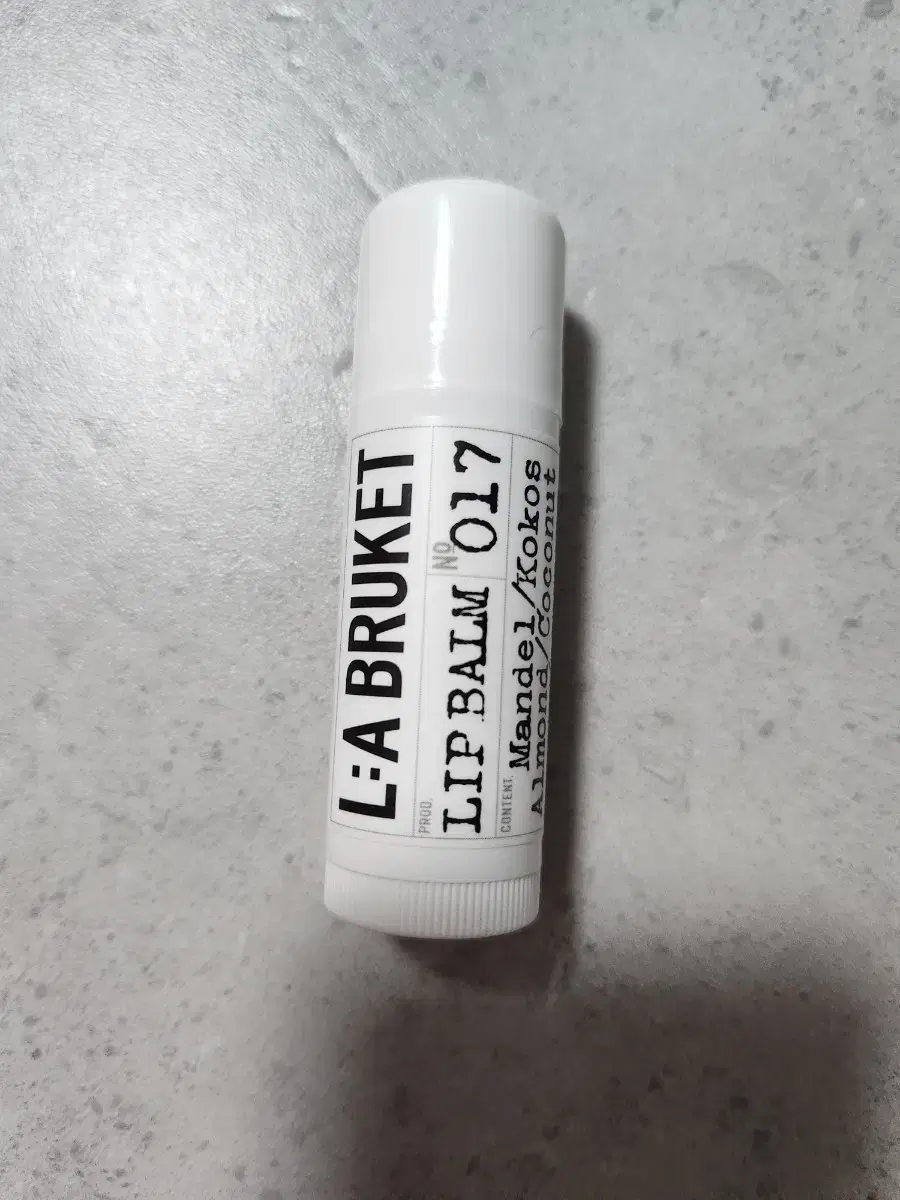 L:A BRUKET
PROD.
LIP BALM
Nº
017
CONTENT.
Mandel/Kokos
Almond/Coconut